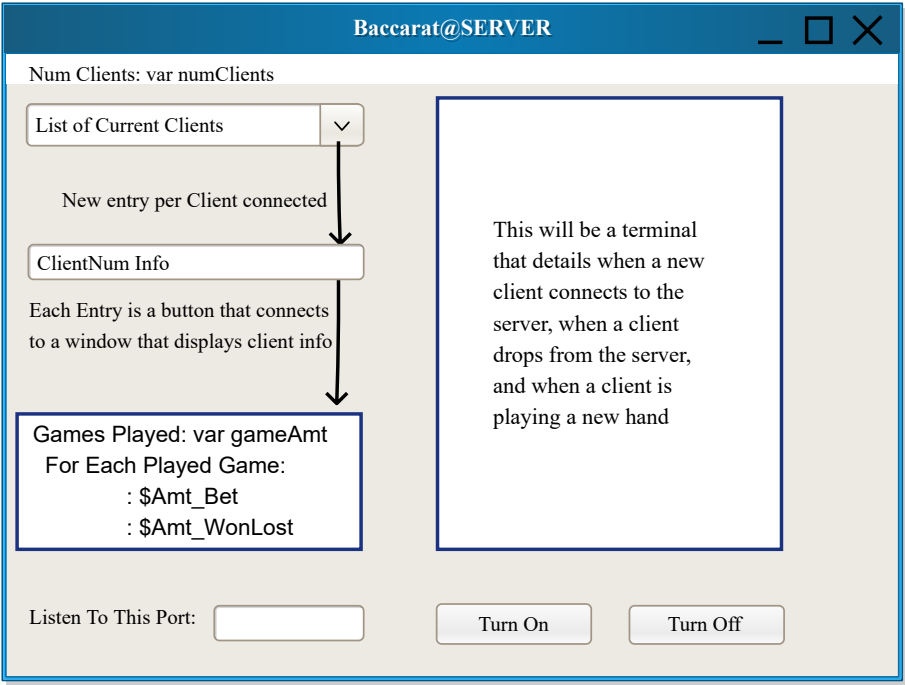 Baccarat@SERVER
Num Clients: var numClients
List of Current Clients
New entry per Client connected
ClientNum Info
Each Entry is a button that connects
to a window that displays client info
Games Played: var gameAmt
For Each Played Game:
: $Amt_Bet
: $Amt_WonLost
This will be a terminal
that details when a new
client connects to the
server, when a client
drops from the server,
and when a client is
playing a new hand
Listen To This Port:
Turn On
Turn Off